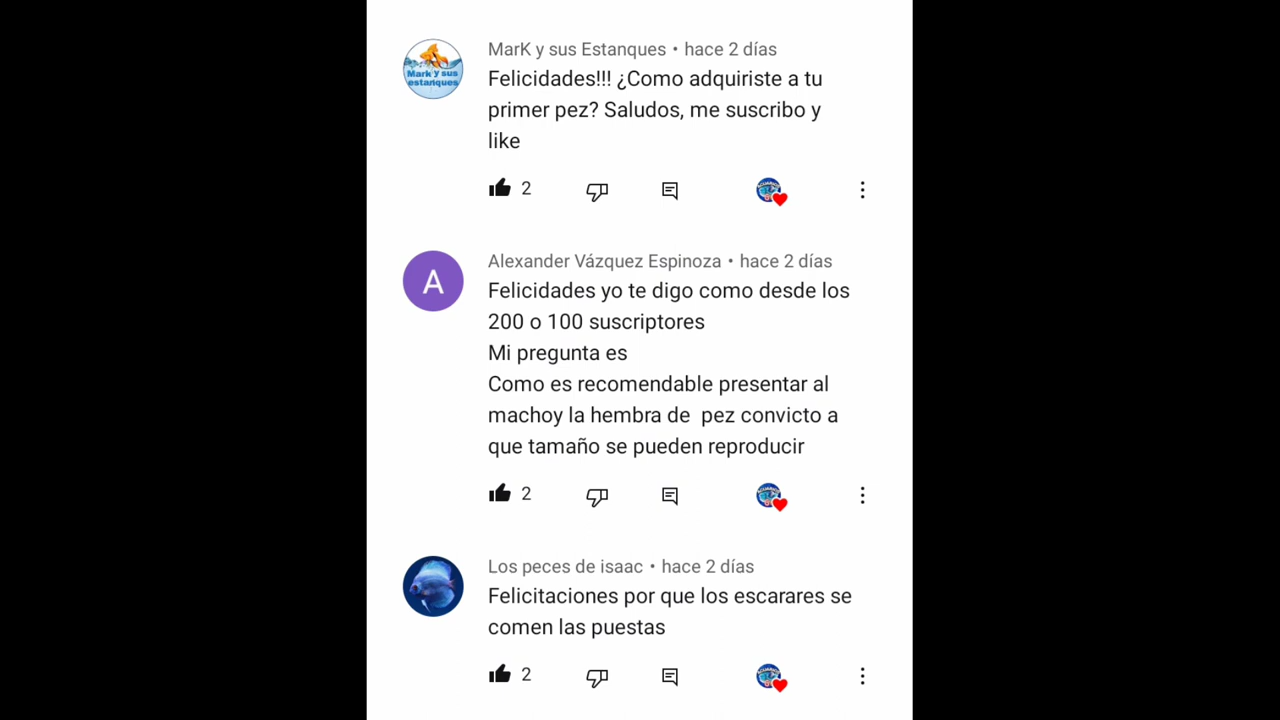 Mark y sus
estanques
MarK y sus Estanques • hace 2 días
Felicidades!!! ¿Como adquiriste a tu
primer pez? Saludos, me suscribo y
like
2
A
Alexander Vázquez Espinoza • hace 2 días
Felicidades yo te digo como desde los
200 o 100 suscriptores
Mi pregunta es
Como es recomendable presentar al
machoy la hembra de  pez convicto a
que tamaño se pueden reproducir
2
Los peces de isaac • hace 2 días
Felicitaciones por que los escarares se
comen las puestas
2